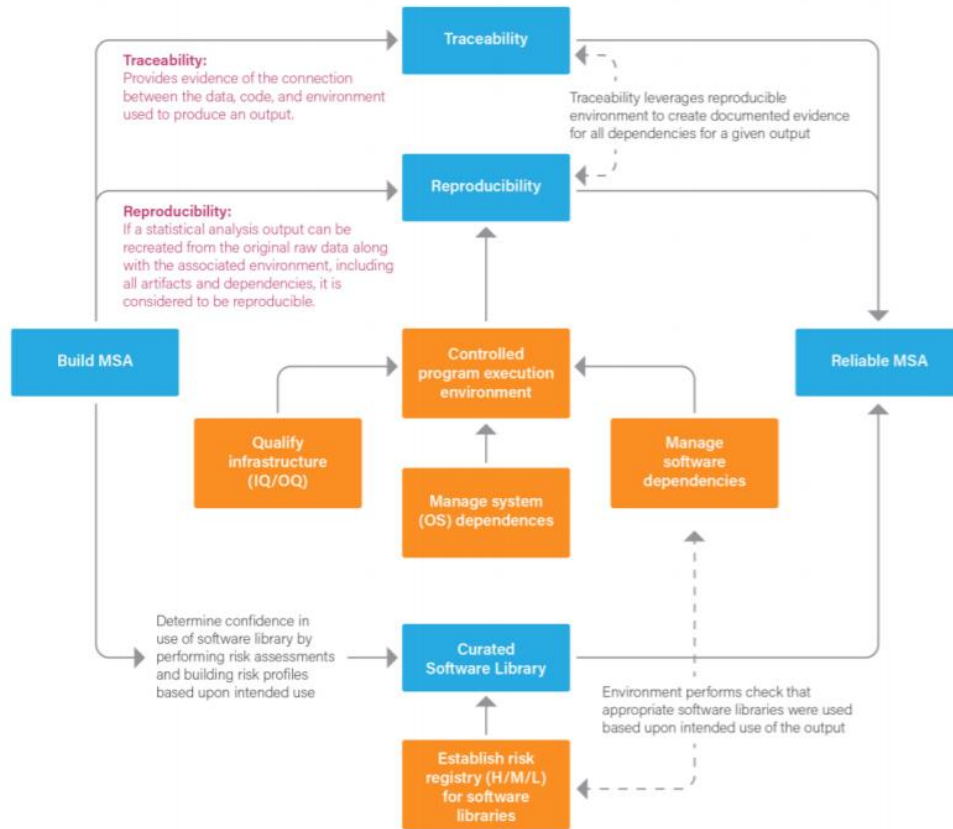 Traceability
Traceability:
Provides evidence of the connection
between the data, code, and environment
used to produce an output.
Traceability leverages reproducible
environment to create documented evidence
for all dependencies for a given output
Reproducibility
Reproducibility:
If a statistical analysis output can be
recreated from the original raw data along
with the associated environment, including
all artifacts and dependencies, it is
considered to be reproducible.
Build MSA
Controlled
program execution
environment
Reliable MSA
Qualify
infrastructure
(IQ/OQ)
Manage system
(OS) dependences
Manage
software
dependencies
Determine confidence in
use of software library by
performing risk assessments
and building risk profiles
based upon intended use
Curated
Software Library
Environment performs check that
appropriate software libraries were used
based upon intended use of the output
Establish risk
registry (H/M/L)
for software
libraries